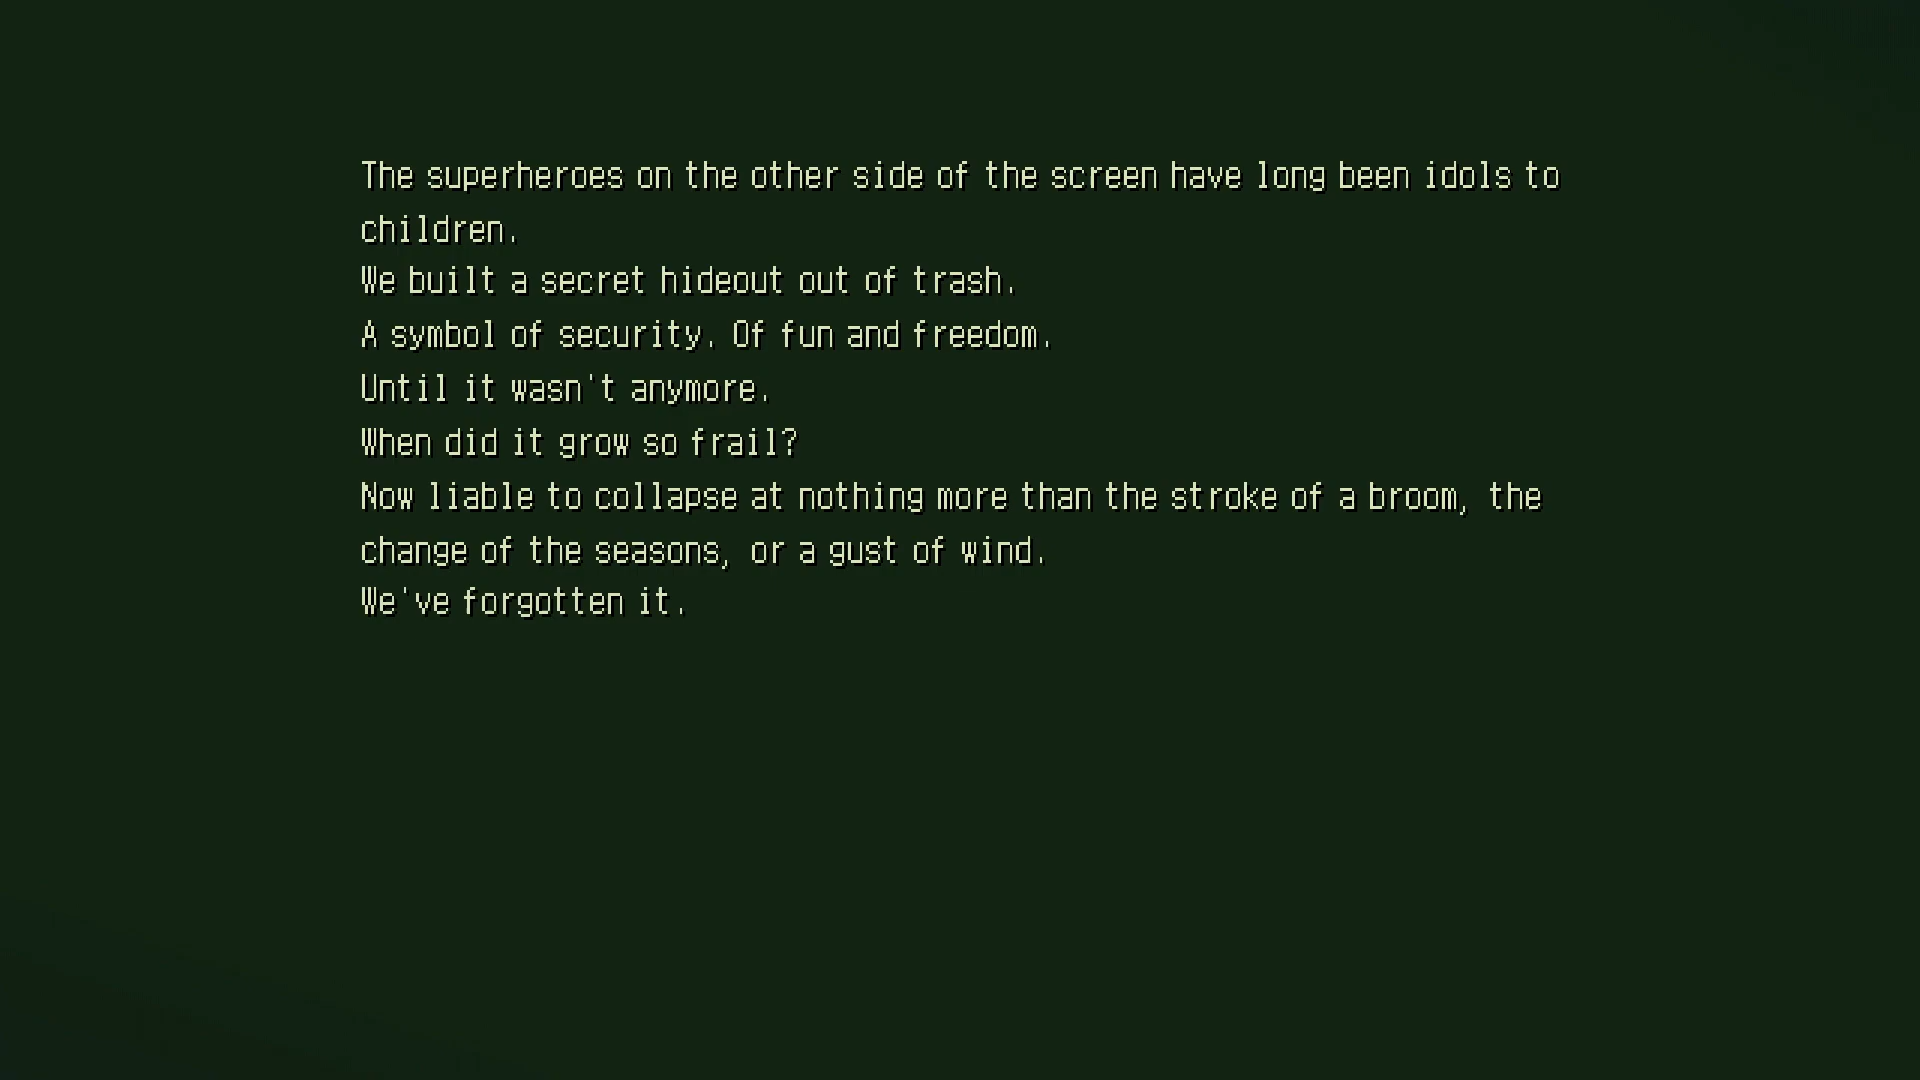 The superheroes on the other side of the screen have long been idols to
children.
We built a secret hideout out of trash.
A symbol of security. Of fun and freedom.
Until it wasn't anymore.
When did it grow so frail?
Now liable to collapse at nothing more than the stroke of a broom, the
change of the seasons, or a gust of wind.
We've forgotten it.